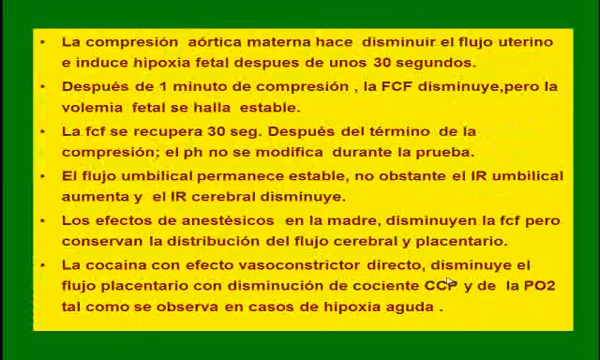 • La compresión aórtica materna hace disminuir el flujo uterino
e induce hipoxia fetal despues de unos 30 segundos.
• Después de 1 minuto de compresión , la FCF disminuye,pero la
volemia fetal se halla estable.
• La fcf se recupera 30 seg. Después del término de la
compresión; el ph no se modifica durante la prueba.
• El flujo umbilical permanece estable, no obstante el IR umbilical
aumenta y el IR cerebral disminuye.
• Los efectos de anestésicos en la madre, disminuyen la fcf pero
conservan la distribución del flujo cerebral y placentario.
• La cocaina con efecto vasoconstrictor directo, disminuye el
flujo placentario con disminución de cociente CCP y de la PO2
tal como se observa en casos de hipoxia aguda .